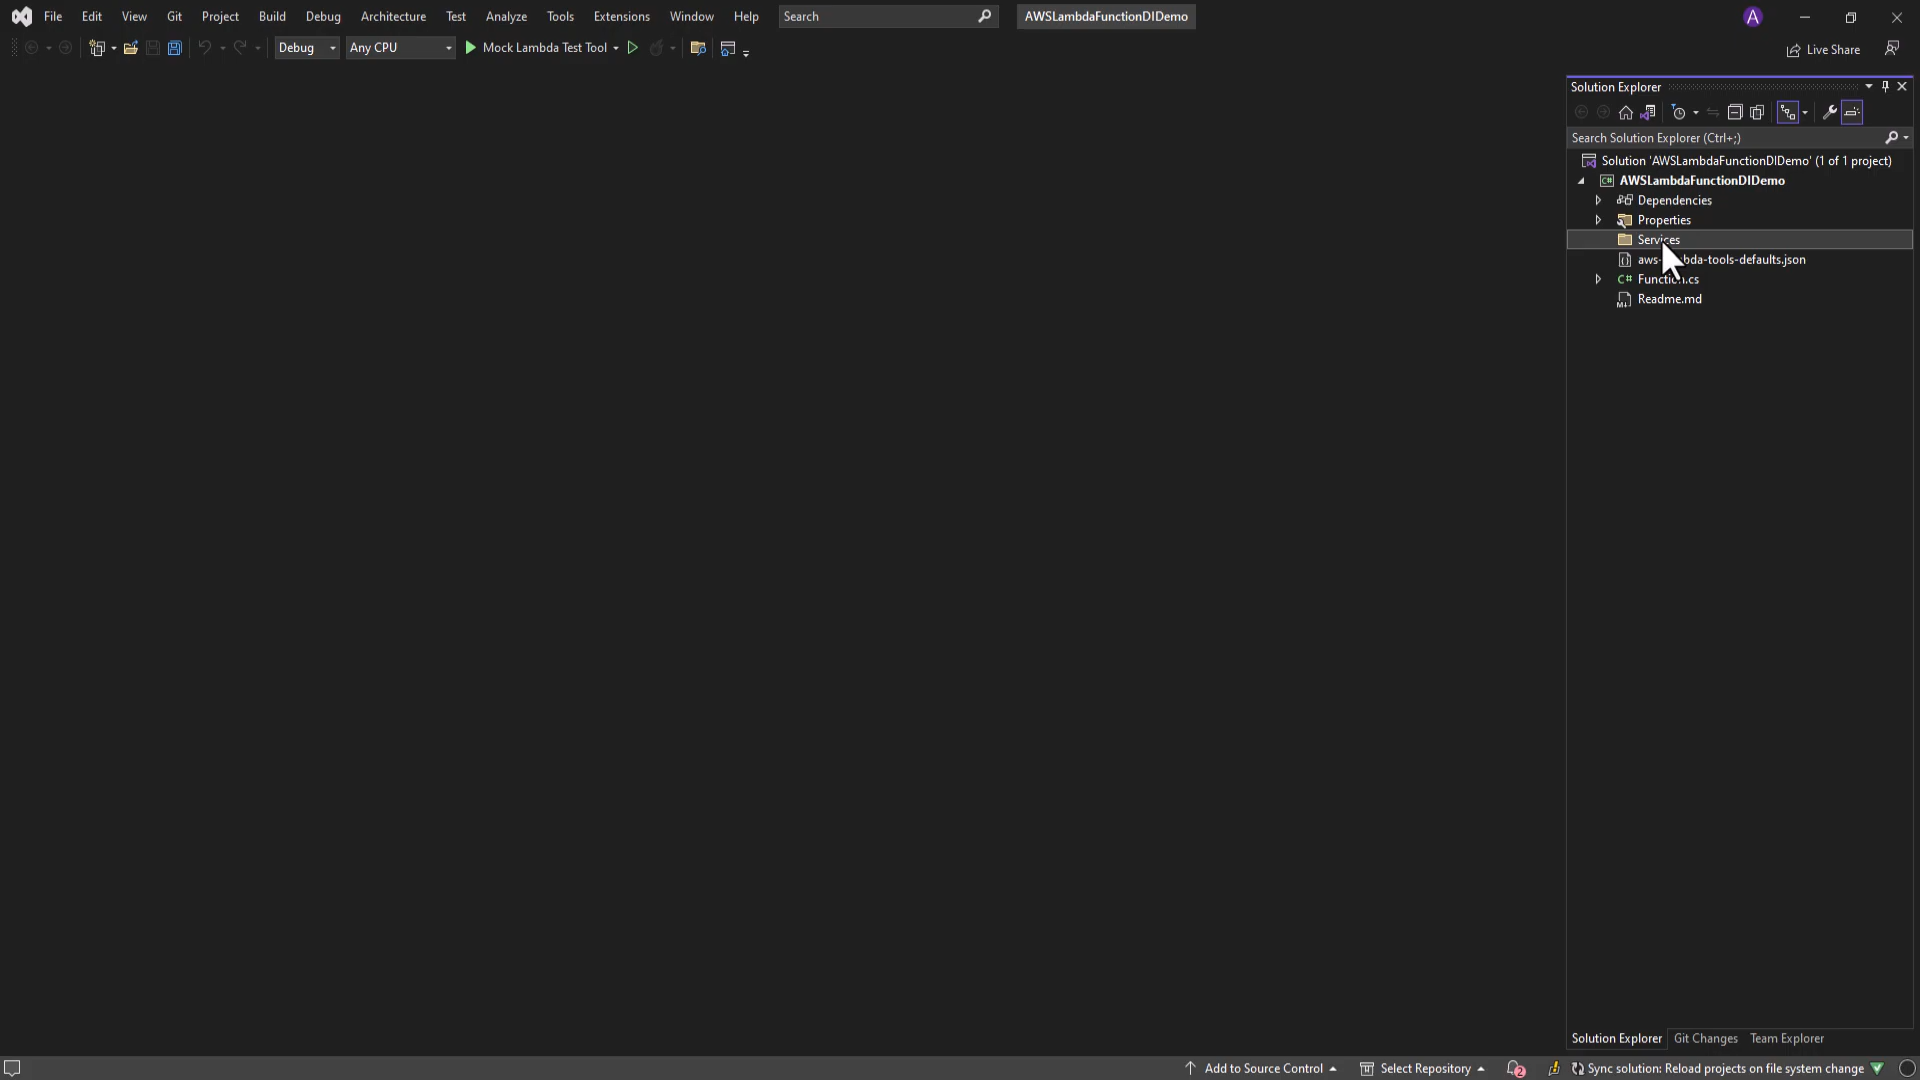 File Edit View Git Project Build Debug Architecture Test Analyze Tools Extensions Window Help Search AWSLambdaFunctionDIDemo A
Debug Any CPU Mock Lambda Test Tool Live Share
Solution Explorer
Search Solution Explorer (Ctrl+;)
Solution 'AWSLambdaFunctionDIDemo' (1 of 1 project)
C# AWSLambdaFunctionDIDemo
Dependencies
Properties
Services
-tools-defaults.json
C# Function.cs
Readme.md
Solution Explorer Git Changes Team Explorer
Add to Source Control Select Repository 2 Sync solution: Reload projects on file system change